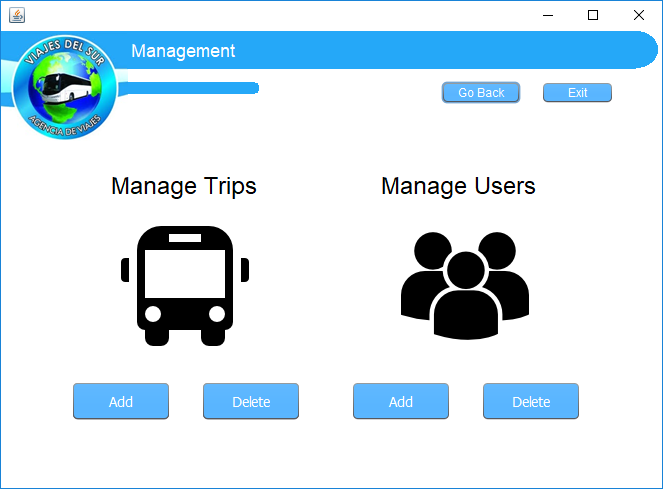 Management
VIAJES DEL SUR
AGENCIA DE VIAJES
Go Back
Exit
Manage Trips
Manage Users
Add
Delete
Add
Delete